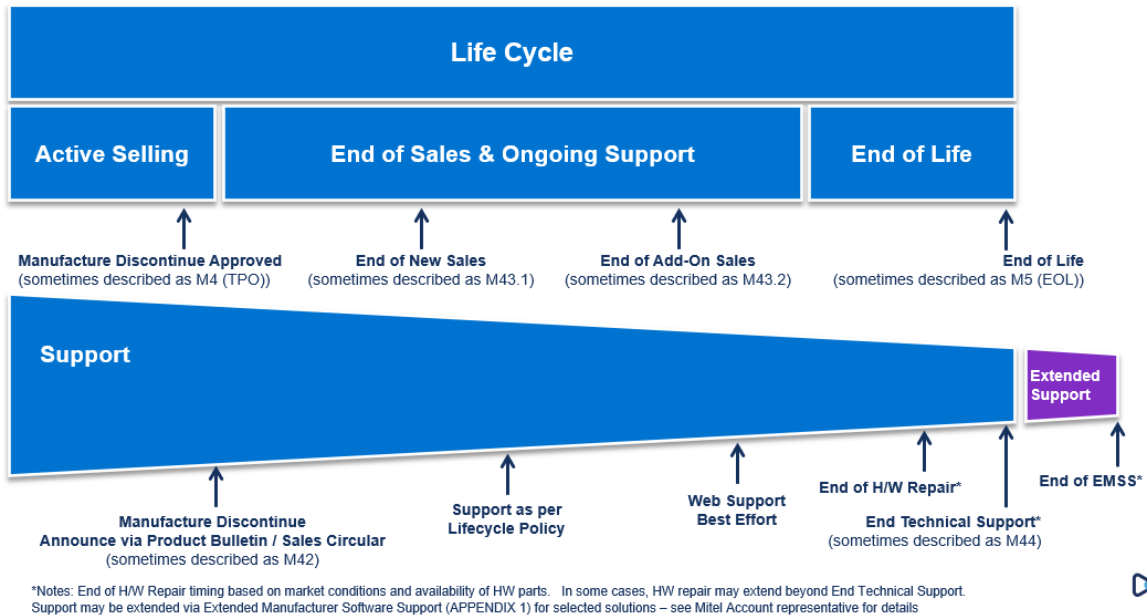 Life Cycle
Active Selling
End of Sales & Ongoing Support
End of Life
Manufacture Discontinue Approved
(sometimes described as M4 (TPO))
End of New Sales
(sometimes described as M43.1)
End of Add-On Sales
(sometimes described as M43.2)
End of Life
(sometimes described as M5 (EOL))
Support
Extended
Support
Manufacture Discontinue
Announce via Product Bulletin / Sales Circular
(sometimes described as M42)
Support as per
Lifecycle Policy
Web Support
Best Effort
End of H/W Repair*
End Technical Support*
(sometimes described as M44)
End of EMSS*
*Notes: End of H/W Repair timing based on market conditions and availability of HW parts. In some cases, HW repair may extend beyond End Technical Support.
Support may be extended via Extended Manufacturer Software Support (APPENDIX 1) for selected solutions – see Mitel Account representative for details